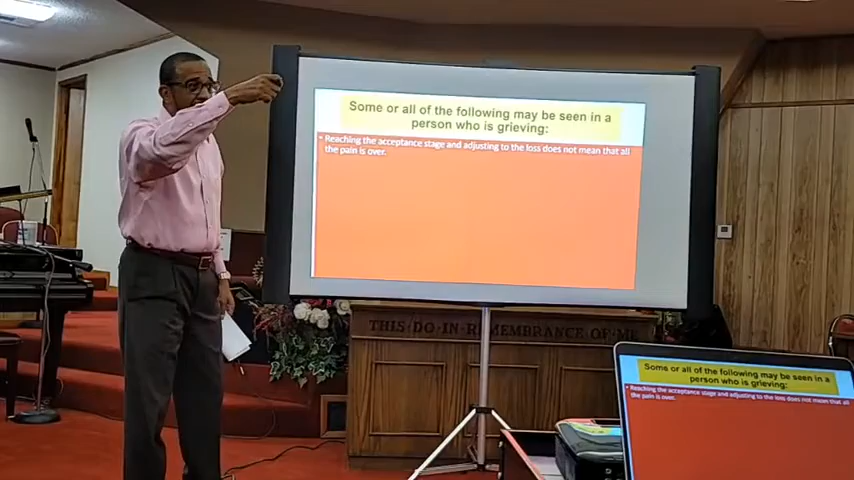 Some or all of the following may be seen in a
person who is grieving:
• Reaching the acceptance stage and adjusting to the loss does not mean that all
the pain is over.
THIS DO IN REMEMBRANCE OF
Some or all of the following may be seen in a
person who is grieving:
• Reaching the acceptance stage and adjusting to the loss does not mean that all
the pain is over.